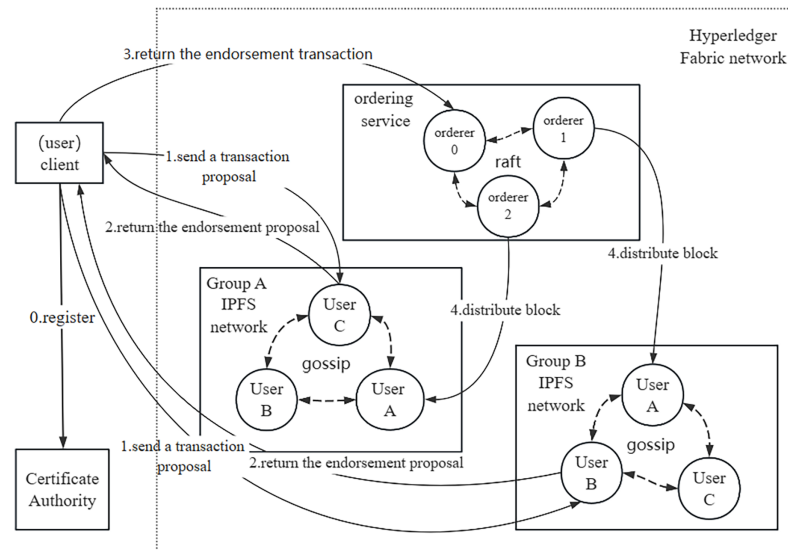 Hyperledger
Fabric network
3.return the endorsement transaction
ordering
service
orderer
0
orderer
1
raft
orderer
2
(user)
client
1.send a transaction
proposal
2.return the endorsement proposal
4.distribute block
0.register
Group A
IPFS
network
User
C
gossip
User
B
User
A
4.distribute block
Group B
IPFS
network
User
A
gossip
User
B
User
C
1.send a transaction
proposal
2.return the endorsement proposal
Certificate
Authority